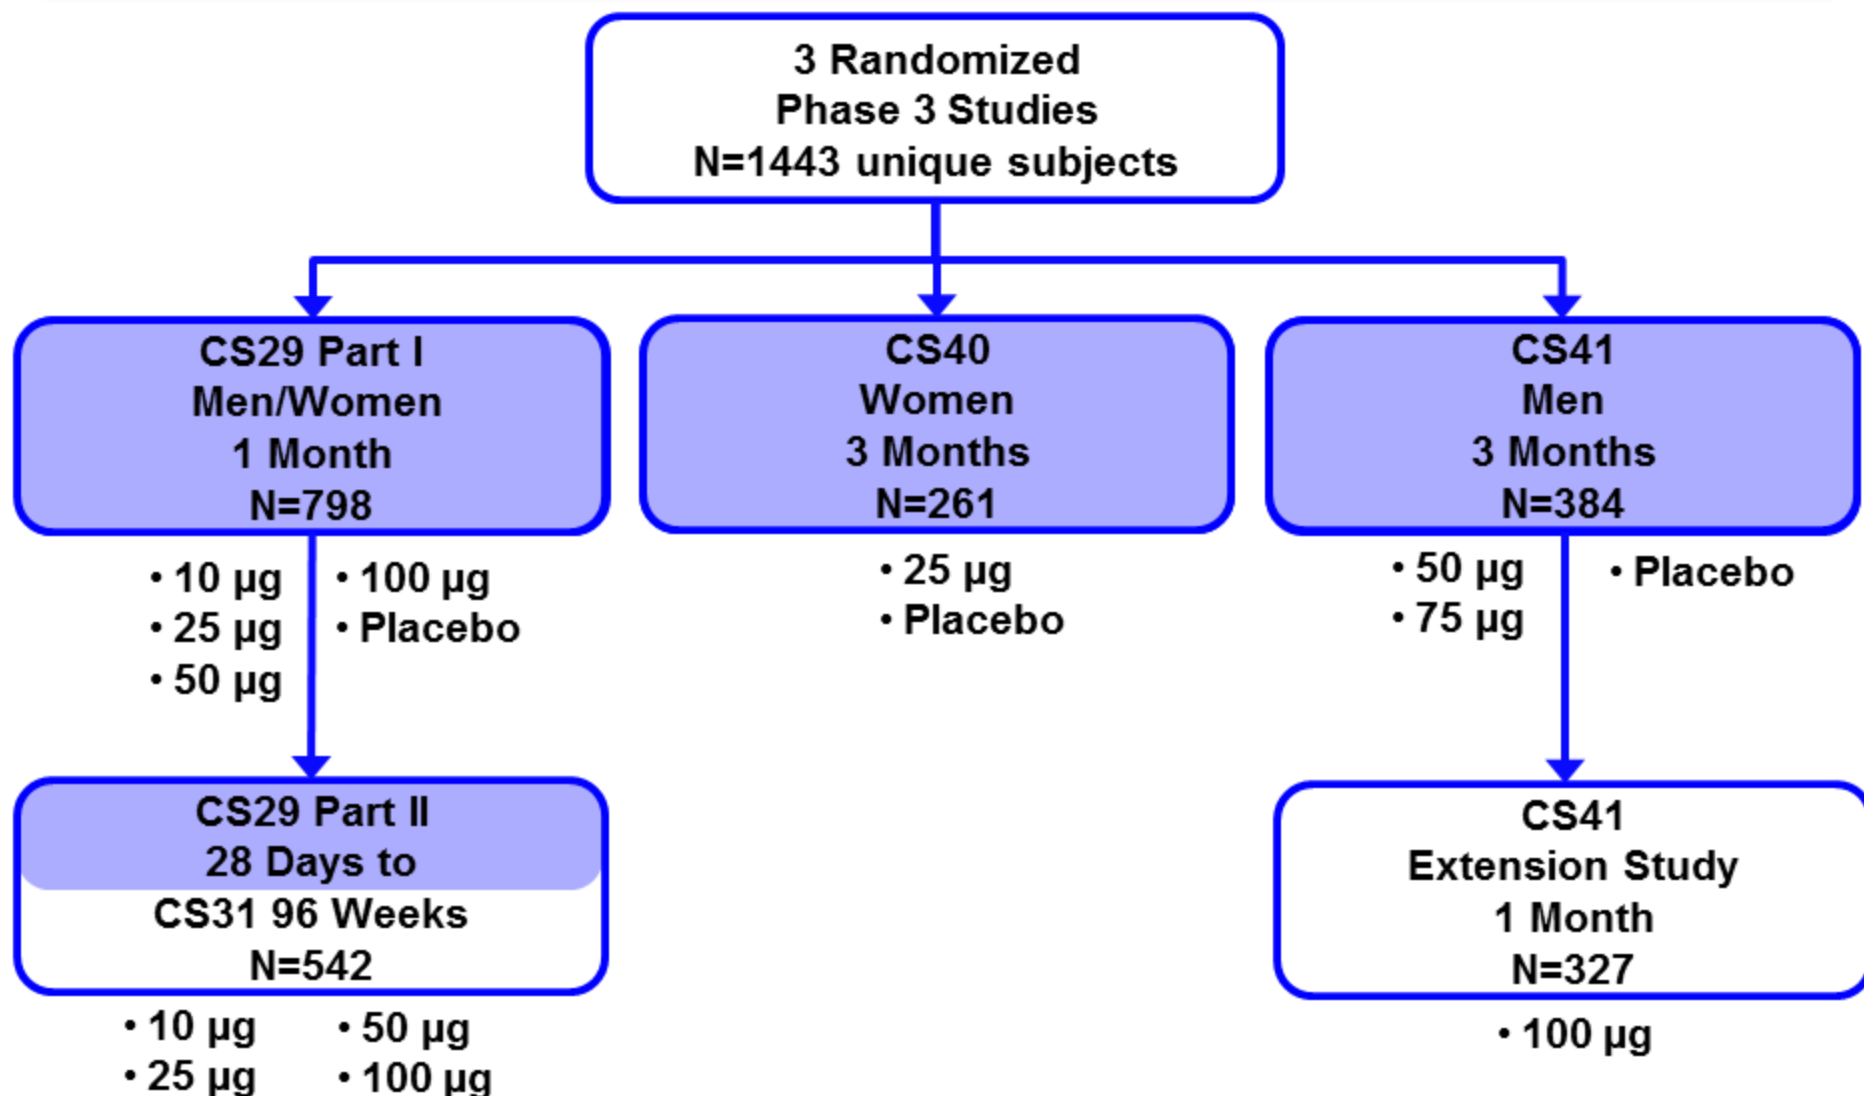 3 Randomized
Phase 3 Studies
N=1443 unique subjects
CS29 Part I
Men/Women
1 Month
N=798
• 10 µg
• 25 µg
• 50 µg
• 100 µg
• Placebo
CS40
Women
3 Months
N=261
• 25 µg
• Placebo
CS41
Men
3 Months
N=384
• 50 µg
• 75 µg
• Placebo
CS29 Part II
28 Days to
CS31 96 Weeks
N=542
• 10 µg
• 25 µg
• 50 µg
• 100 µg
CS41
Extension Study
1 Month
N=327
• 100 µg